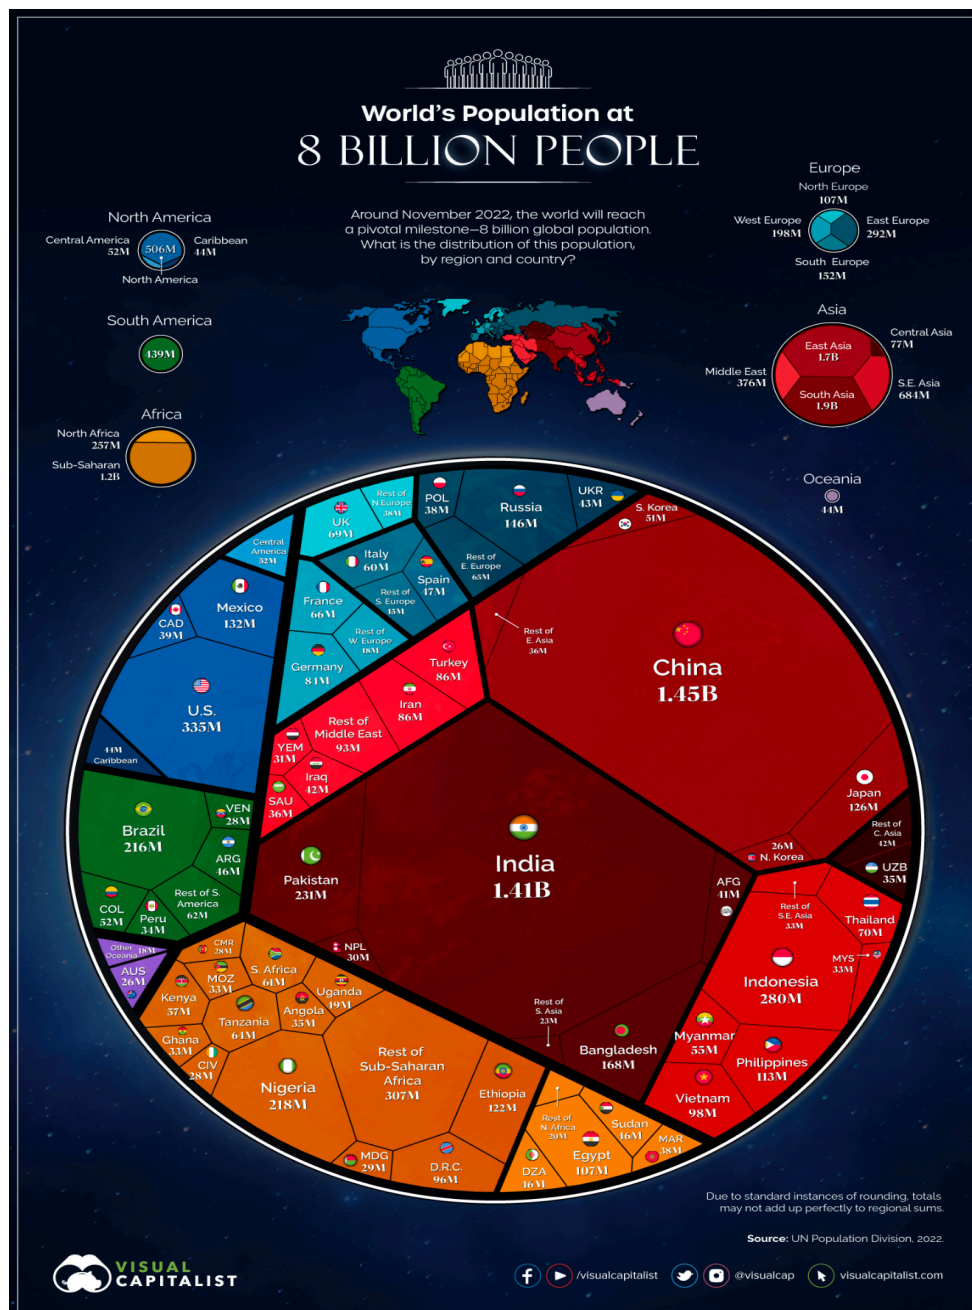 World's Population at
8 BILLION PEOPLE
Around November 2022, the world will reach
a pivotal milestone—8 billion global population.
What is the distribution of this population,
by region and country?
North America
Central America
52M
506M
Caribbean
44M
North America
South America
439M
Africa
North Africa
257M
Sub-Saharan
1.2B
Europe
North Europe
107M
West Europe
198M
East Europe
292M
South Europe
152M
Asia
East Asia
1.7B
Central Asia
77M
Middle East
376M
South Asia
1.9B
S.E. Asia
684M
Oceania
44M
UK
69M
Rest of
N.Europe
38M
POL
38M
Russia
146M
UKR
43M
Italy
60M
Spain
47M
Rest of
S. Europe
45M
Rest of
E. Europe
65M
France
66M
Rest of
W. Europe
48M
Germany
84M
Central
America
52M
Mexico
132M
CAD
39M
U.S.
335M
44M
Caribbean
Turkey
86M
Iran
86M
Rest of
Middle East
93M
YEM
31M
Iraq
42M
SAU
36M
S. Korea
51M
Rest of
E. Asia
36M
China
1.45B
Japan
126M
26M
N. Korea
Rest of
C. Asia
42M
UZB
35M
Brazil
216M
VEN
28M
ARG
46M
COL
52M
Peru
34M
Rest of S.
America
62M
Pakistan
231M
India
1.41B
AFG
41M
NPL
30M
Rest of
S. Asia
23M
Bangladesh
168M
Rest of
S.E. Asia
33M
Thailand
70M
MYS
33M
Indonesia
280M
Myanmar
55M
Philippines
113M
Vietnam
98M
Other
Oceania 18M
AUS
26M
CMR
28M
MOZ
33M
S. Africa
61M
Uganda
49M
Kenya
57M
Tanzania
64M
Angola
35M
Ghana
33M
CIV
28M
Nigeria
218M
Rest of
Sub-Saharan
Africa
307M
Ethiopia
122M
MDG
29M
D.R.C.
96M
Rest of
N. Africa
20M
Sudan
46M
Egypt
107M
MAR
38M
DZA
46M
Due to standard instances of rounding, totals
may not add up perfectly to regional sums.
Source: UN Population Division, 2022.
VISUAL
CAPITALIST
/visualcapitalist
@visualcap
visualcapitalist.com